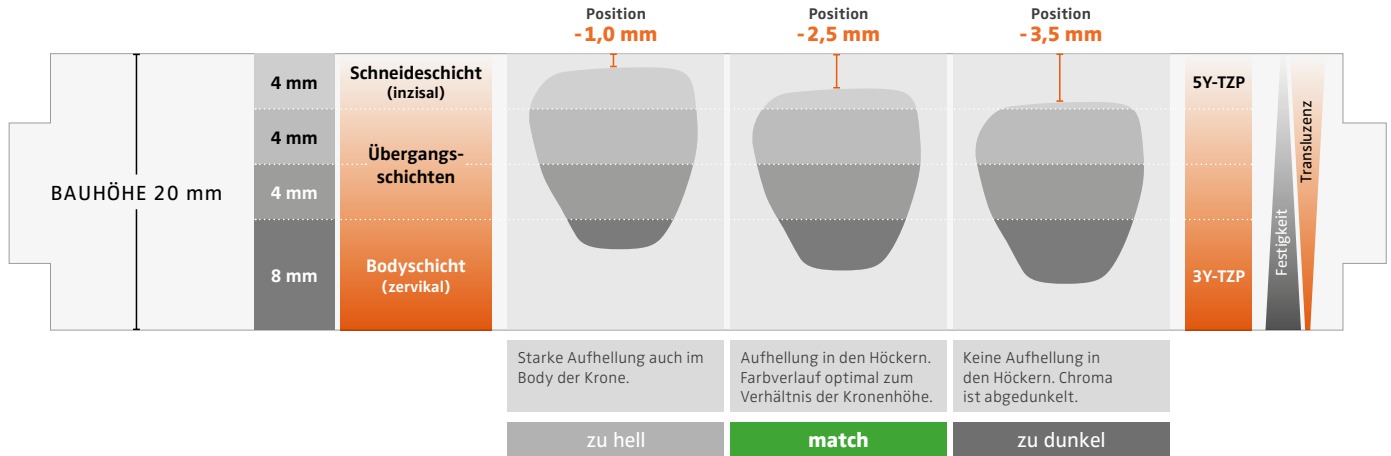 Position
-1,0 mm
Position
-2,5 mm
Position
-3,5 mm
BAUHÖHE 20 mm
4 mm
4 mm
4 mm
8 mm
Schneideschicht
(inzisal)
Übergangs-
schichten
Bodyschicht
(zervikal)
5Y-TZP
3Y-TZP
Festigkeit
Transluzenz
Starke Aufhellung auch im
Body der Krone.
zu hell
Aufhellung in den Höckern.
Farbverlauf optimal zum
Verhältnis der Kronenhöhe.
match
Keine Aufhellung in
den Höckern. Chroma
ist abgedunkelt.
zu dunkel